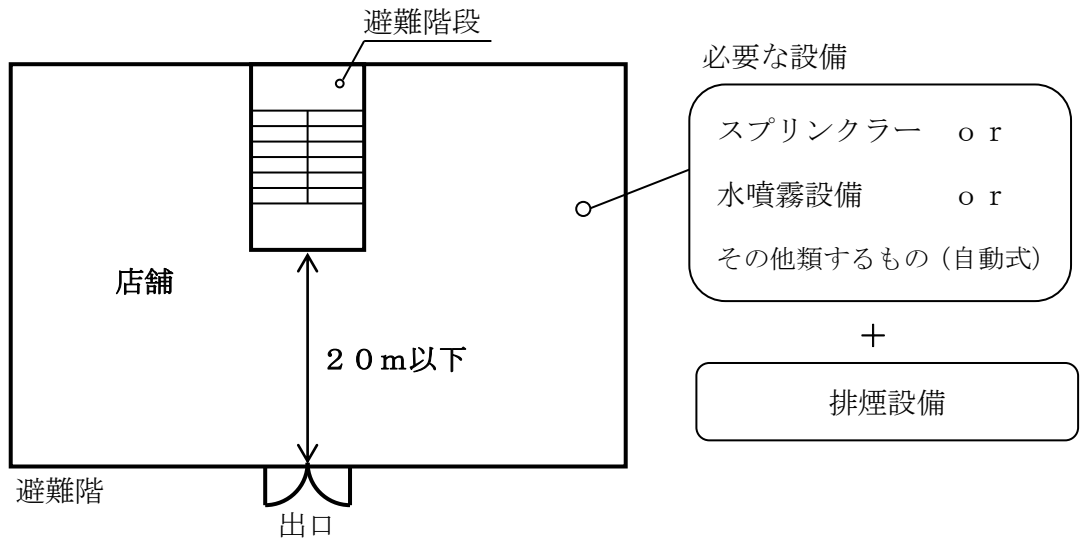 避難階段
必要な設備
スプリンクラー　ｏｒ
水噴霧設備　ｏｒ
その他類するもの（自動式）
＋
排煙設備
店舗
２０ｍ以下
避難階
出口